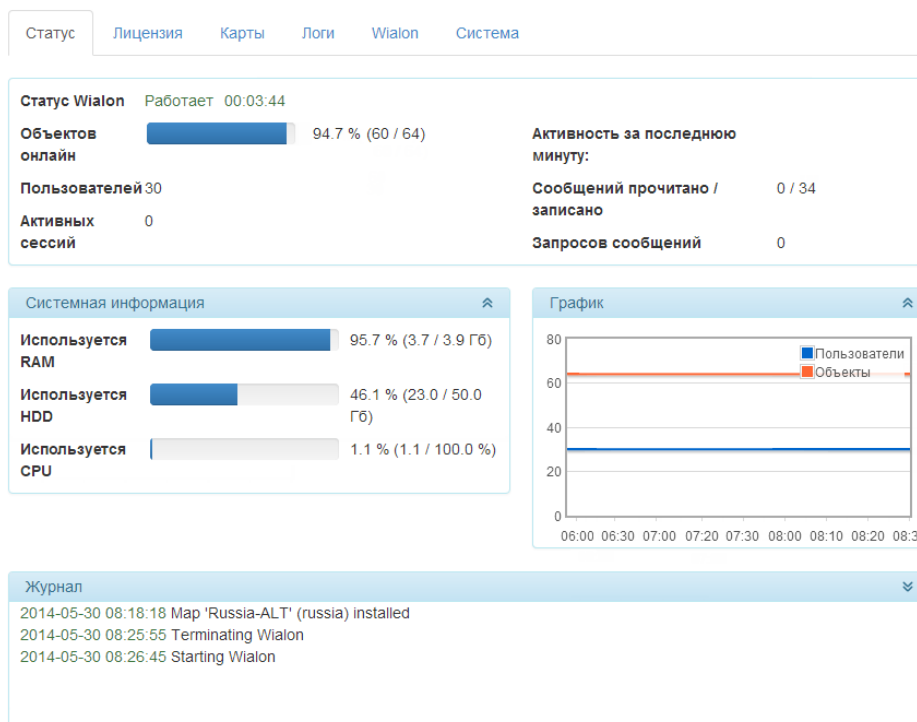 Статус Лицензия Карты Логи Wialon Система
Статус Wialon Работает 00:03:44
Объектов онлайн 94.7 % (60 / 64)
Пользователей 30
Активных сессий 0
Активность за последнюю минуту:
Сообщений прочитано / записано 0 / 34
Запросов сообщений 0
Системная информация
Используется RAM 95.7 % (3.7 / 3.9 Гб)
Используется HDD 46.1 % (23.0 / 50.0 Гб)
Используется CPU 1.1 % (1.1 / 100.0 %)
График
80
60
40
20
0
Пользователи
Объекты
06:00 06:30 07:00 07:20 07:30 08:00 08:10 08:20 08:3
Журнал
2014-05-30 08:18:18 Map 'Russia-ALT' (russia) installed
2014-05-30 08:25:55 Terminating Wialon
2014-05-30 08:26:45 Starting Wialon